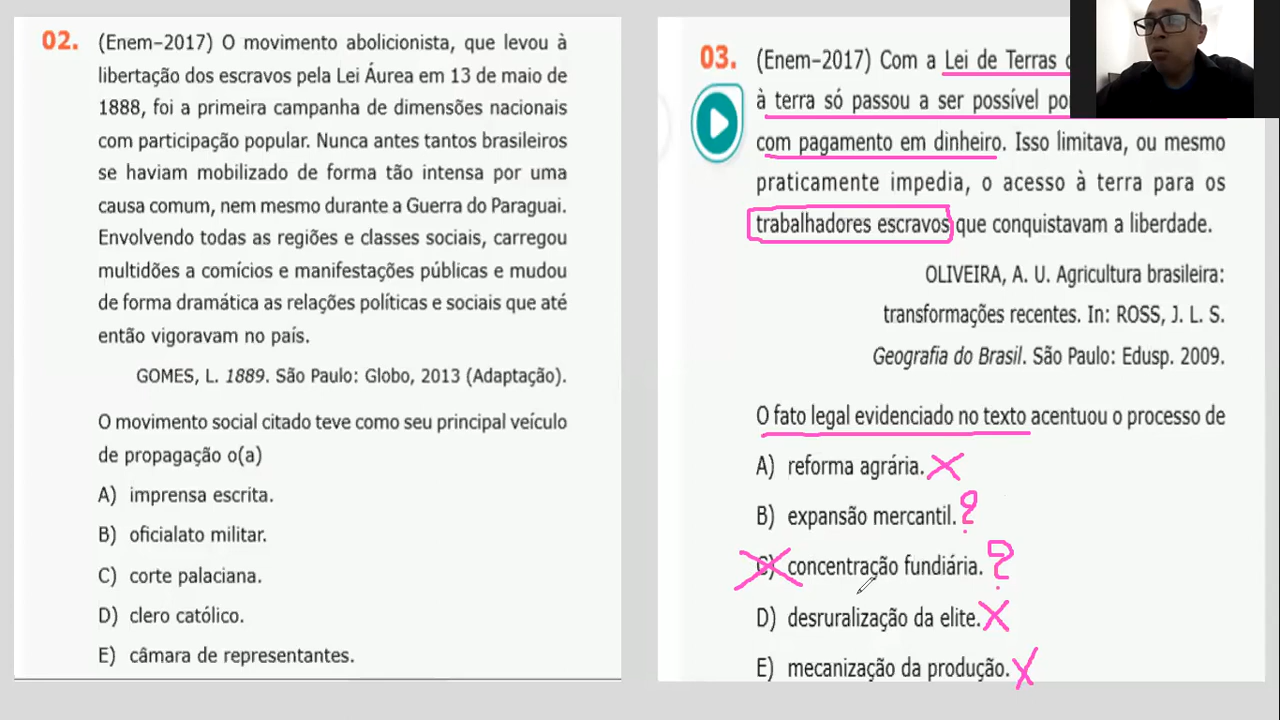 02. (Enem–2017) O movimento abolicionista, que levou à
libertação dos escravos pela Lei Áurea em 13 de maio de
1888, foi a primeira campanha de dimensões nacionais
com participação popular. Nunca antes tantos brasileiros
se haviam mobilizado de forma tão intensa por uma
causa comum, nem mesmo durante a Guerra do Paraguai.
Envolvendo todas as regiões e classes sociais, carregou
multidões a comícios e manifestações públicas e mudou
de forma dramática as relações políticas e sociais que até
então vigoravam no país.
GOMES, L. 1889. São Paulo: Globo, 2013 (Adaptação).
O movimento social citado teve como seu principal veículo
de propagação o(a)
A) imprensa escrita.
B) oficialato militar.
C) corte palaciana.
D) clero católico.
E) câmara de representantes.
03. (Enem–2017) Com a Lei de Terras
à terra só passou a ser possível
com pagamento em dinheiro. Isso limitava, ou mesmo
praticamente impedia, o acesso à terra para os
trabalhadores escravos que conquistavam a liberdade.
OLIVEIRA, A. U. Agricultura brasileira:
transformações recentes. In: ROSS, J. L. S.
Geografia do Brasil. São Paulo: Edusp. 2009.
O fato legal evidenciado no texto acentuou o processo de
A) reforma agrária. X
B) expansão mercantil. ?
C) concentração fundiária. ?
D) desruralização da elite. X
E) mecanização da produção. X